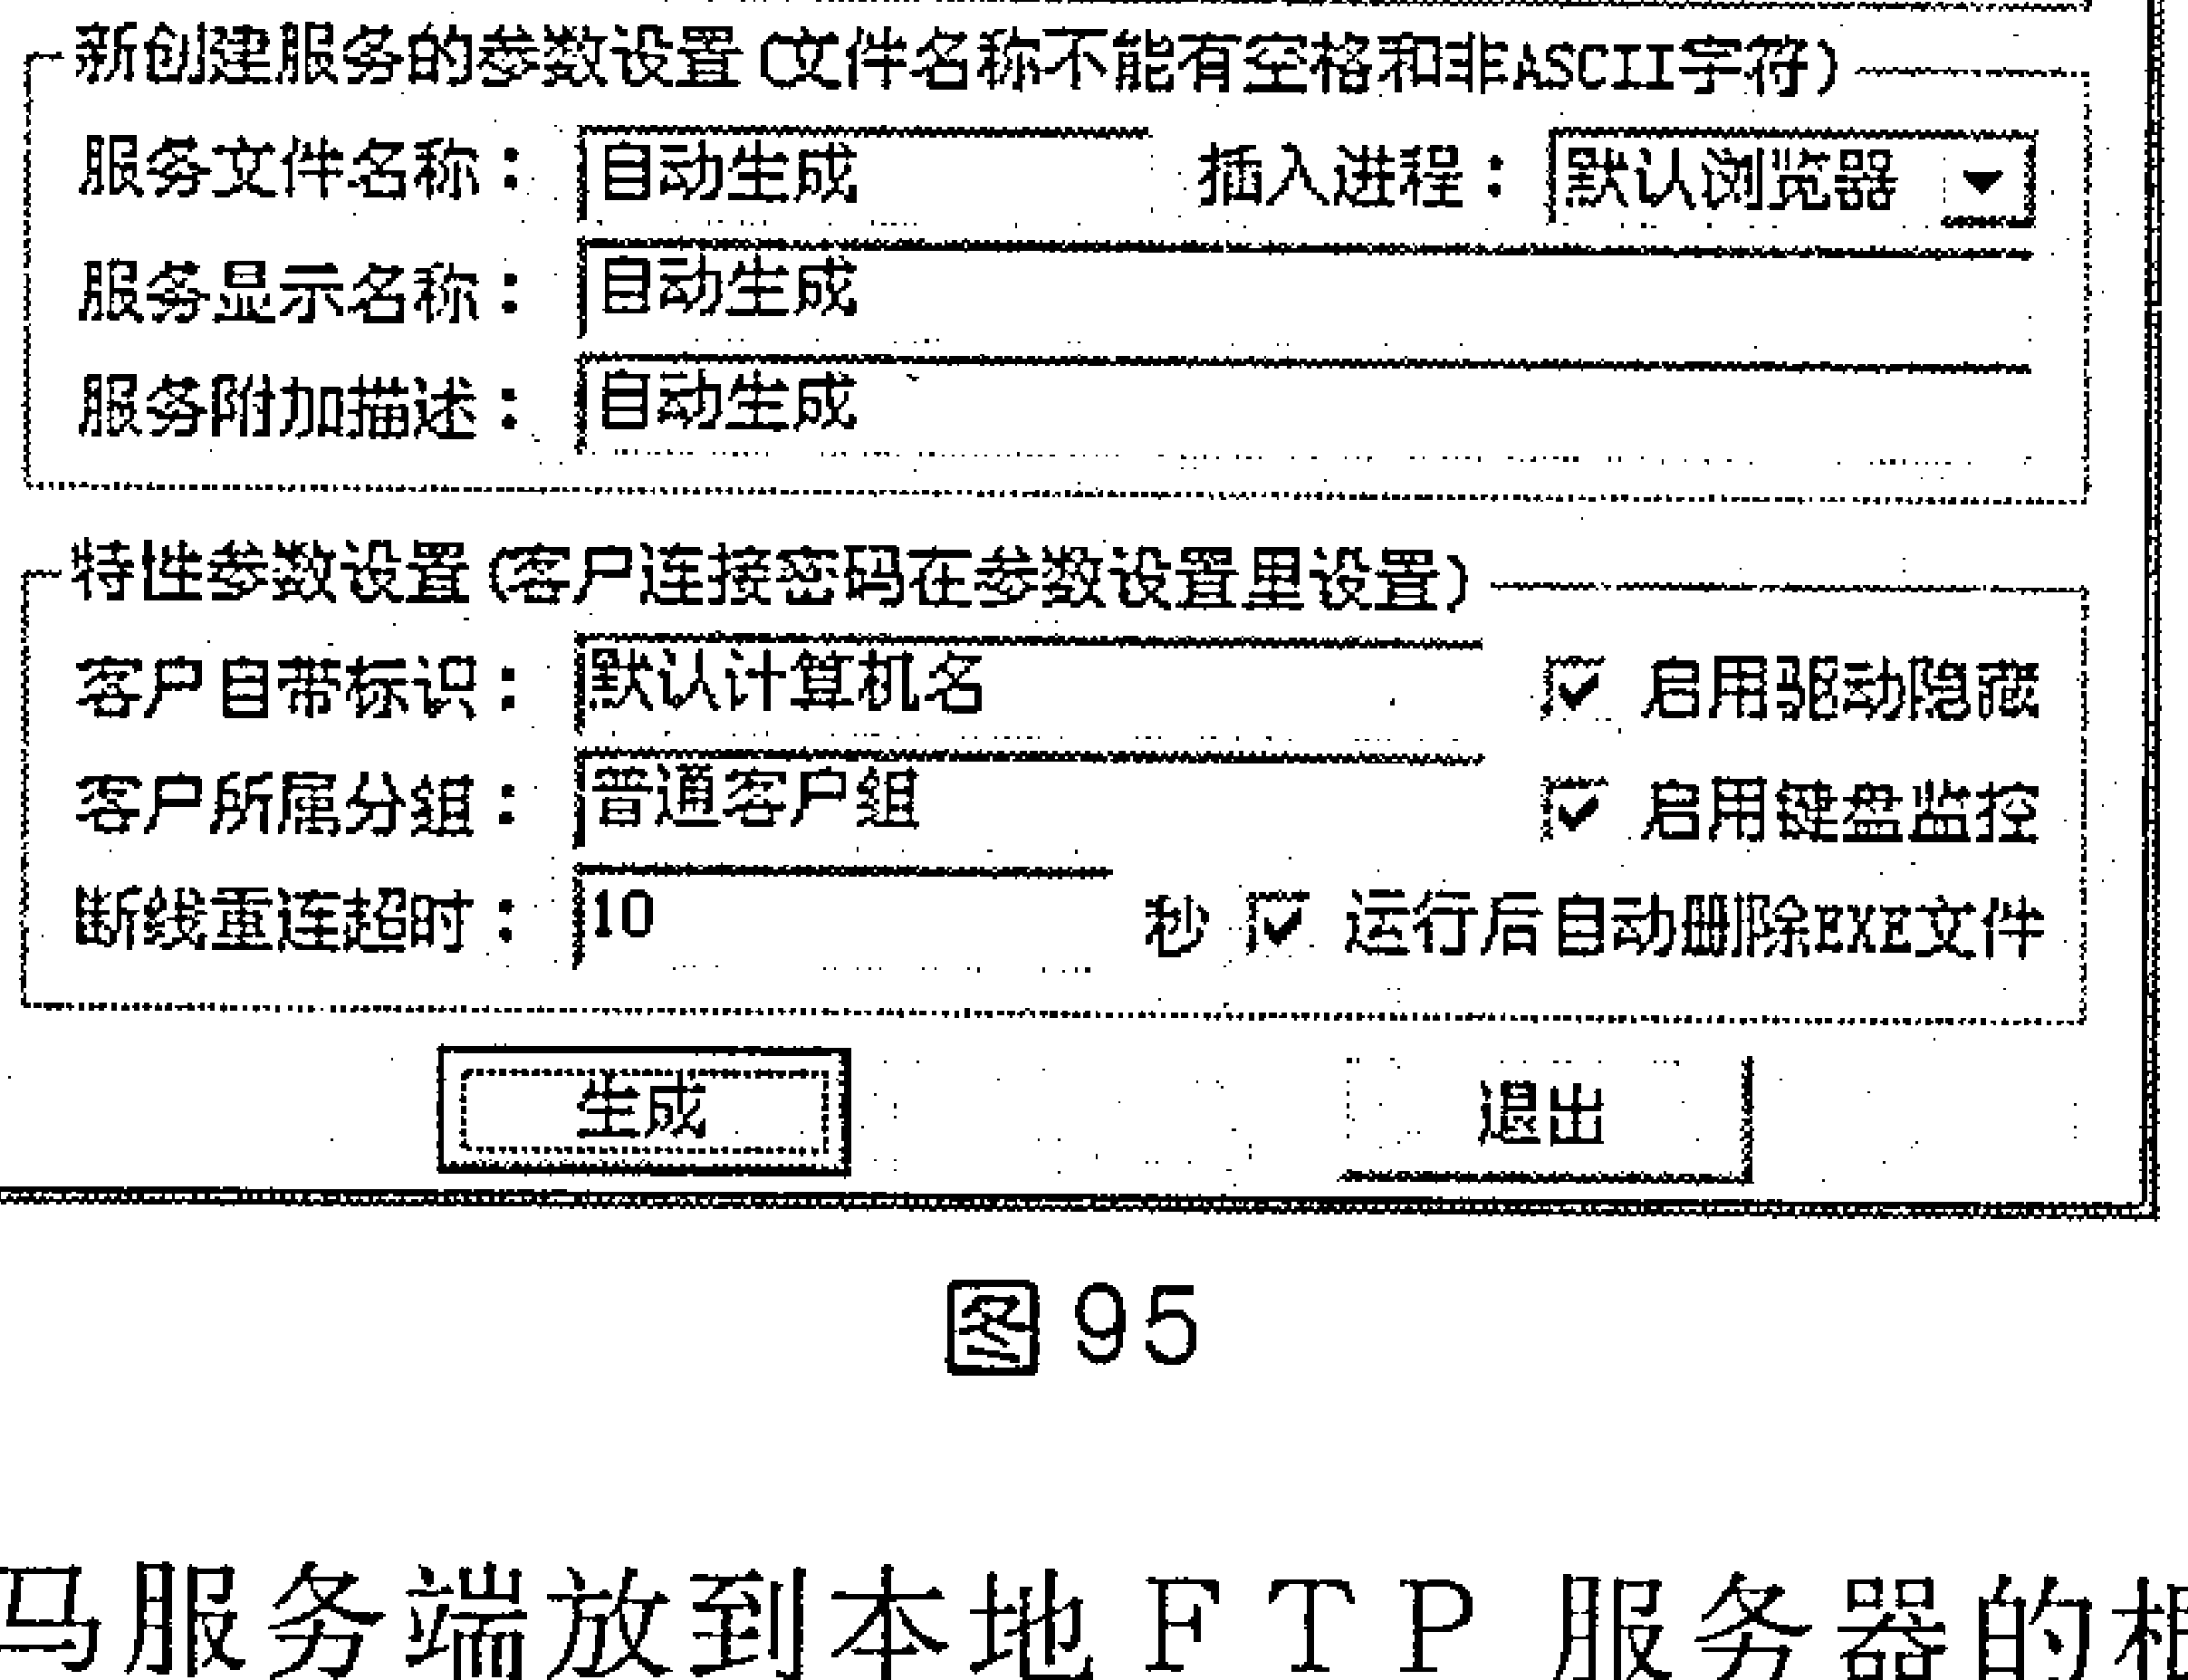 新创建服务的参数设置(文件名称不能有空格和非ASCII字符)
服务文件名称： 自动生成 插入进程： 默认浏览器
服务显示名称： 自动生成
服务附加描述： 自动生成
特性参数设置(客户连接密码在参数设置里设置)
客户自带标识： 默认计算机名 启用驱动隐藏
客户所属分组： 普通客户组 启用键盘监控
断线重连超时： 10 秒 运行后自动删除EXE文件
生成 退出
图95
马服务端放到本地FTP服务器的根